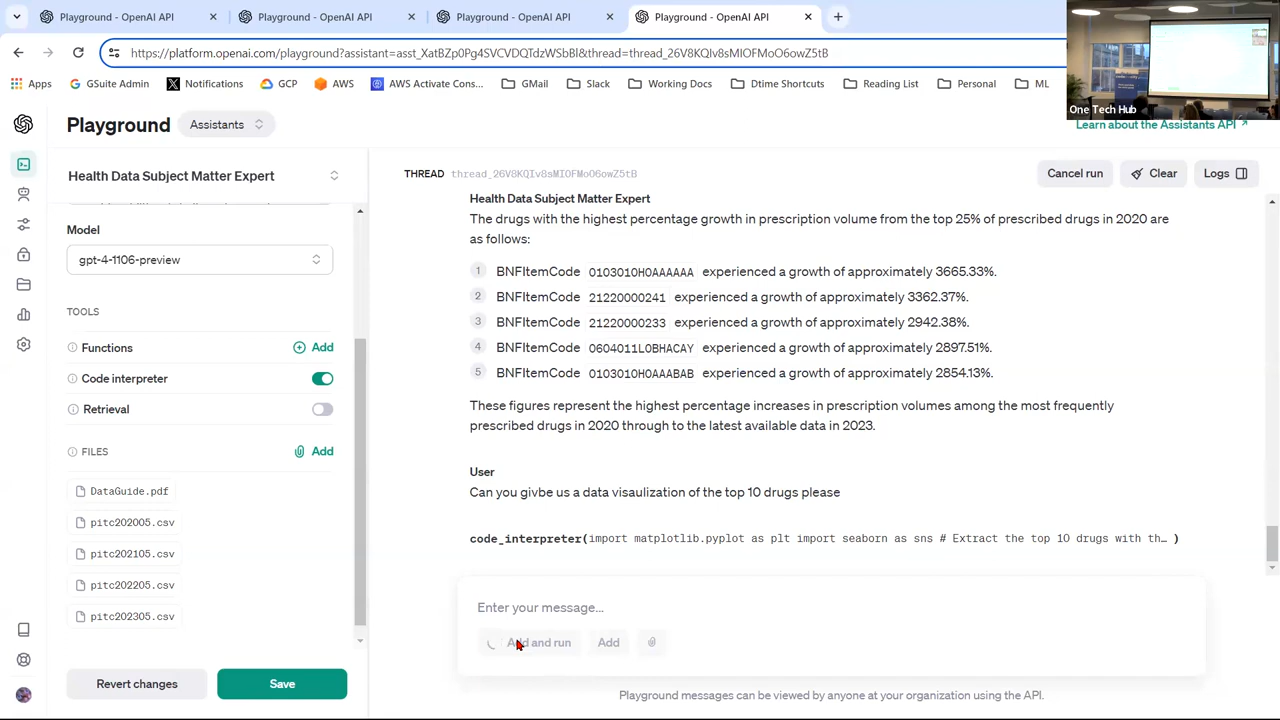 Playground - OpenAI API
Playground - OpenAI API
Playground - OpenAI API
Playground - OpenAI API
https://platform.openai.com/playground?assistant=asst_
&thread=thread_26V8KQIv8sMIOFMoO6owZ5tB
Apps
GSuite Admin
Notifications
GCP
AWS
AWS Activate Cons...
GMail
Slack
Working Docs
Dtime Shortcuts
Reading List
Personal
ML
One Tech Hub
Learn about the Assistants API
Playground
Assistants
Health Data Subject Matter Expert
Model
gpt-4-1106-preview
TOOLS
Functions
Add
Code interpreter
Retrieval
FILES
Add
DataGuide.pdf
pitc202005.csv
pitc202105.csv
pitc202205.csv
pitc202305.csv
Revert changes
Save
THREAD thread_26V8KQIv8sMIOFMoO6owZ5tB
Cancel run
Clear
Logs
Health Data Subject Matter Expert
The drugs with the highest percentage growth in prescription volume from the top 25% of prescribed drugs in 2020 are
as follows:
1 BNFItemCode 0103010H0AAAAAA experienced a growth of approximately 3665.33%.
2 BNFItemCode 21220000241 experienced a growth of approximately 3362.37%.
3 BNFItemCode 21220000233 experienced a growth of approximately 2942.38%.
4 BNFItemCode 0604011L0BHACAY experienced a growth of approximately 2897.51%.
5 BNFItemCode 0103010H0AAABAB experienced a growth of approximately 2854.13%.
These figures represent the highest percentage increases in prescription volumes among the most frequently
prescribed drugs in 2020 through to the latest available data in 2023.
User
Can you givbe us a data visaulization of the top 10 drugs please
code_interpreter(import matplotlib.pyplot as plt import seaborn as sns # Extract the top 10 drugs with th… )
Enter your message...
Add and run
Add
Playground messages can be viewed by anyone at your organization using the API.